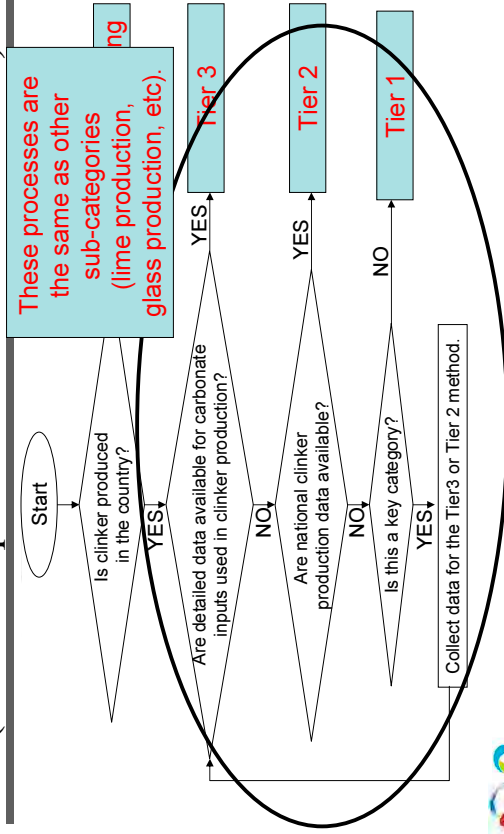 These processes are
the same as other
sub-categories
(lime production,
glass production, etc).
Start
Is clinker produced
in the country?
YES
Are detailed data available for carbonate
inputs used in clinker production?
YES
Tier 3
NO
Are national clinker
production data available?
YES
Tier 2
NO
Is this a key category?
NO
Tier 1
YES
Collect data for the Tier3 or Tier 2 method.